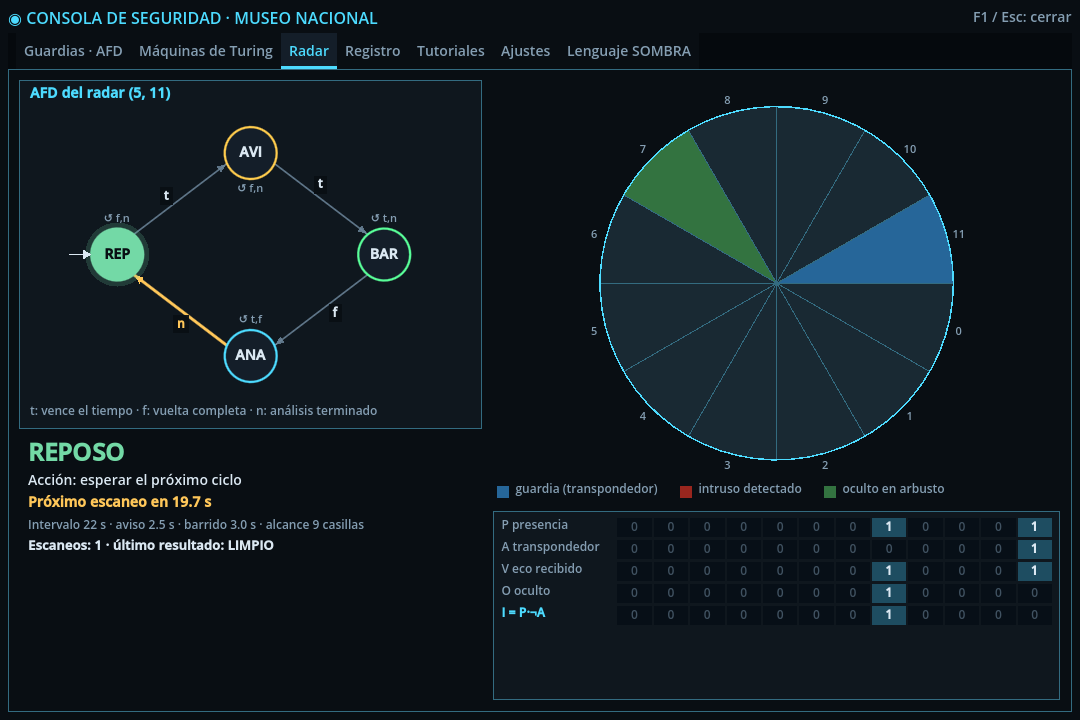 ◉ CONSOLA DE SEGURIDAD · MUSEO NACIONAL
F1 / Esc: cerrar
Guardias · AFD Máquinas de Turing Radar Registro Tutoriales Ajustes Lenguaje SOMBRA
AFD del radar (5, 11)
AVI
↺ f,n
t
t
↺ f,n
REP
↺ t,n
BAR
n
f
↺ t,f
ANA
t: vence el tiempo · f: vuelta completa · n: análisis terminado
REPOSO
Acción: esperar el próximo ciclo
Próximo escaneo en 19.7 s
Intervalo 22 s · aviso 2.5 s · barrido 3.0 s · alcance 9 casillas
Escaneos: 1 · último resultado: LIMPIO
8
9
7
10
6
11
5
0
4
1
3
2
guardia (transpondedor) intruso detectado oculto en arbusto
P presencia 0 0 0 0 0 0 0 1 0 0 0 1
A transpondedor 0 0 0 0 0 0 0 0 0 0 0 1
V eco recibido 0 0 0 0 0 0 0 1 0 0 0 1
O oculto 0 0 0 0 0 0 0 1 0 0 0 0
I = P·¬A 0 0 0 0 0 0 0 1 0 0 0 0